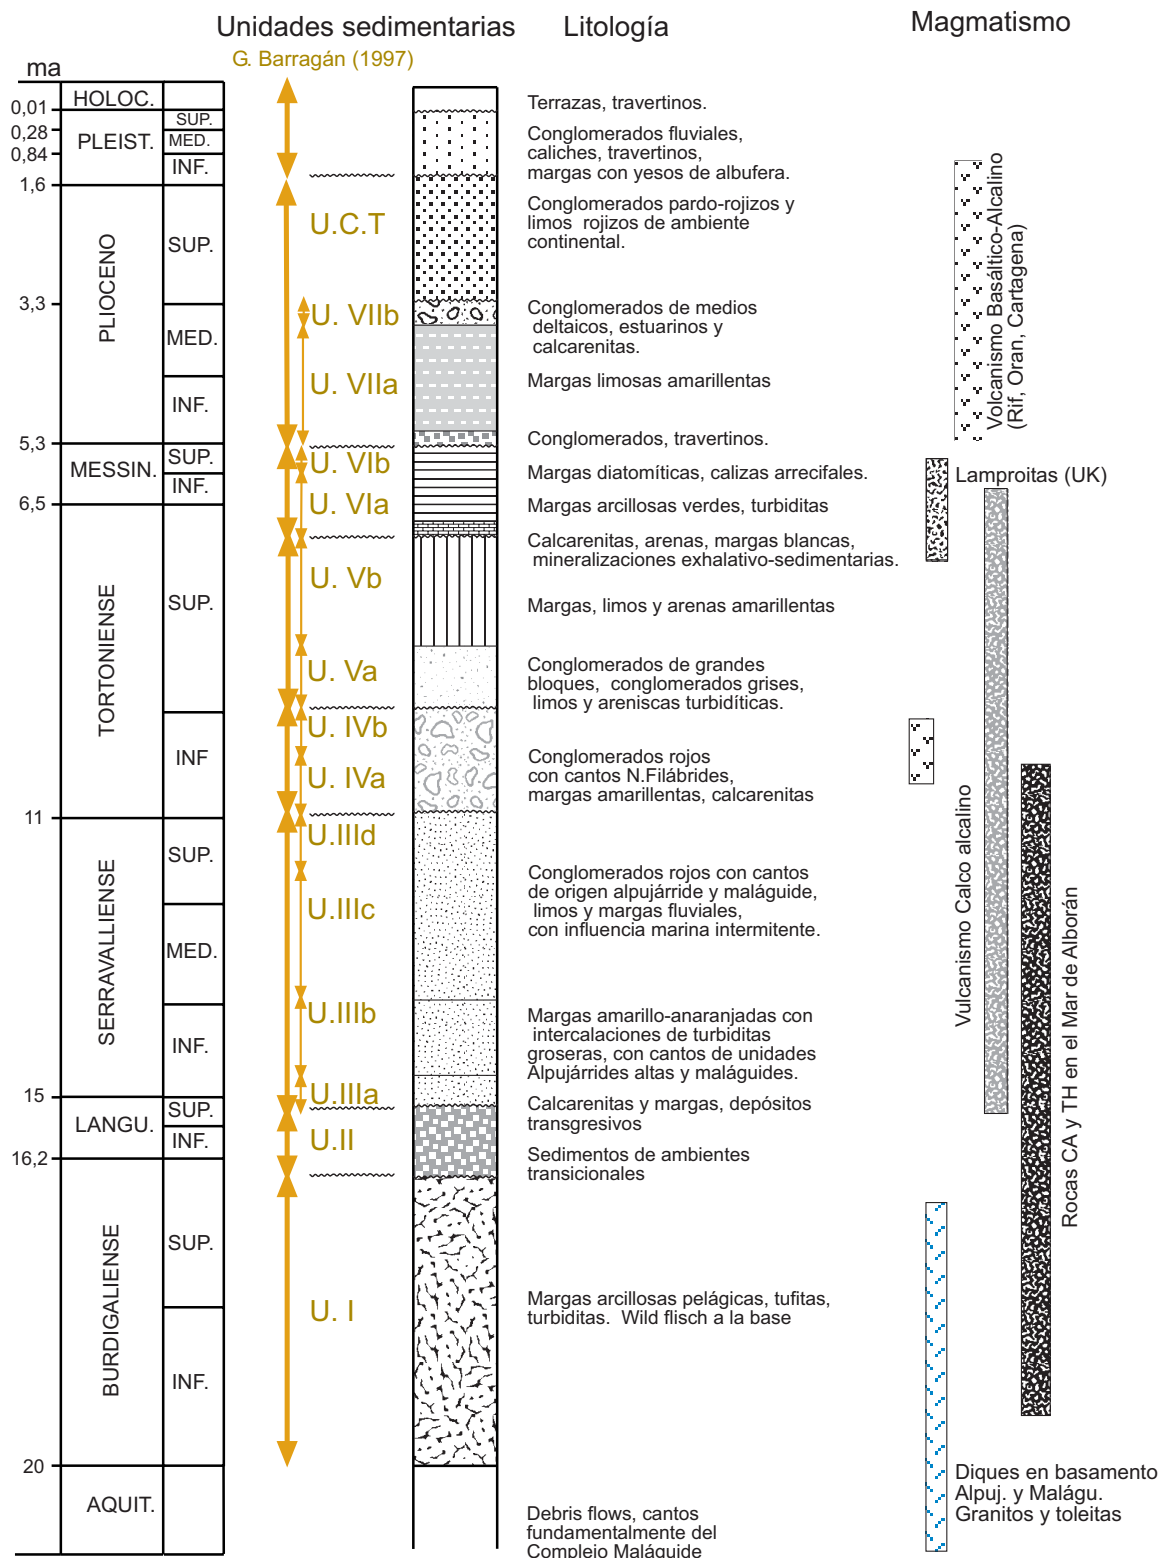 Unidades sedimentarias
Litología
Magmatismo
G. Barragán (1997)
ma
0,01
0,28
0,84
1,6
3,3
5,3
6,5
11
15
16,2
20
HOLOC.
PLEIST.
SUP.
MED.
INF.
PLIOCENO
SUP.
MED.
INF.
MESSIN.
SUP.
INF.
TORTONIENSE
SUP.
INF
SERRAVALLIENSE
SUP.
MED.
INF.
LANGU.
SUP.
INF.
BURDIGALIENSE
SUP.
INF.
AQUIT.
U.C.T
U. VIIb
U. VIIa
U. VIb
U. VIa
U. Vb
U. Va
U. IVb
U. IVa
U.IIId
U.IIIc
U.IIIb
U.IIIa
U.II
U. I
Terrazas, travertinos.
Conglomerados fluviales,
caliches, travertinos,
margas con yesos de albufera.
Conglomerados pardo-rojizos y
limos rojizos de ambiente
continental.
Conglomerados de medios
deltaicos, estuarinos y
calcarenitas.
Margas limosas amarillentas
Conglomerados, travertinos.
Margas diatomíticas, calizas arrecifales.
Margas arcillosas verdes, turbiditas
Calcarenitas, arenas, margas blancas,
mineralizaciones exhalativo-sedimentarias.
Margas, limos y arenas amarillentas
Conglomerados de grandes
bloques, conglomerados grises,
limos y areniscas turbidíticas.
Conglomerados rojos
con cantos N.Filábrides,
margas amarillentas, calcarenitas
Conglomerados rojos con cantos
de origen alpujárride y maláguide,
limos y margas fluviales,
con influencia marina intermitente.
Margas amarillo-anaranjadas con
intercalaciones de turbiditas
groseras, con cantos de unidades
Alpujárrides altas y maláguides.
Calcarenitas y margas, depósitos
transgresivos
Sedimentos de ambientes
transicionales
Margas arcillosas pelágicas, tufitas,
turbiditas. Wild flisch a la base
Debris flows, cantos
fundamentalmente del
Complejo Maláguide
Volcanismo Basáltico-Alcalino
(Rif, Oran, Cartagena)
Lamproitas (UK)
Vulcanismo Calco alcalino
Rocas CA y TH en el Mar de Alborán
Diques en basamento
Alpuj. y Malágu.
Granitos y toleitas